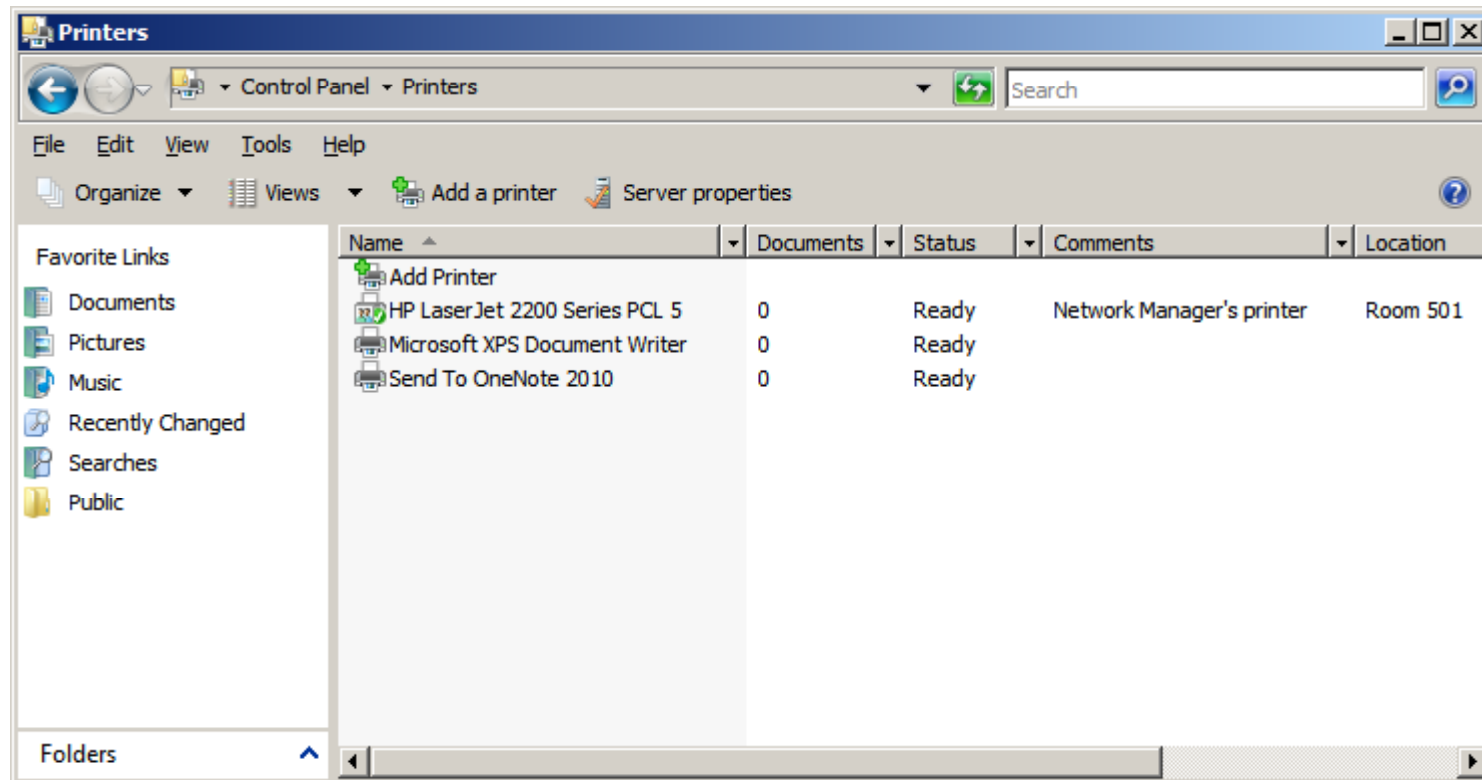 Printers
Control Panel Printers Search
File Edit View Tools Help
Organize Views Add a printer Server properties
Favorite Links
Documents
Pictures
Music
Recently Changed
Searches
Public
Folders
Name Documents Status Comments Location
Add Printer
HP LaserJet 2200 Series PCL 5 0 Ready Network Manager's printer Room 501
Microsoft XPS Document Writer 0 Ready
Send To OneNote 2010 0 Ready